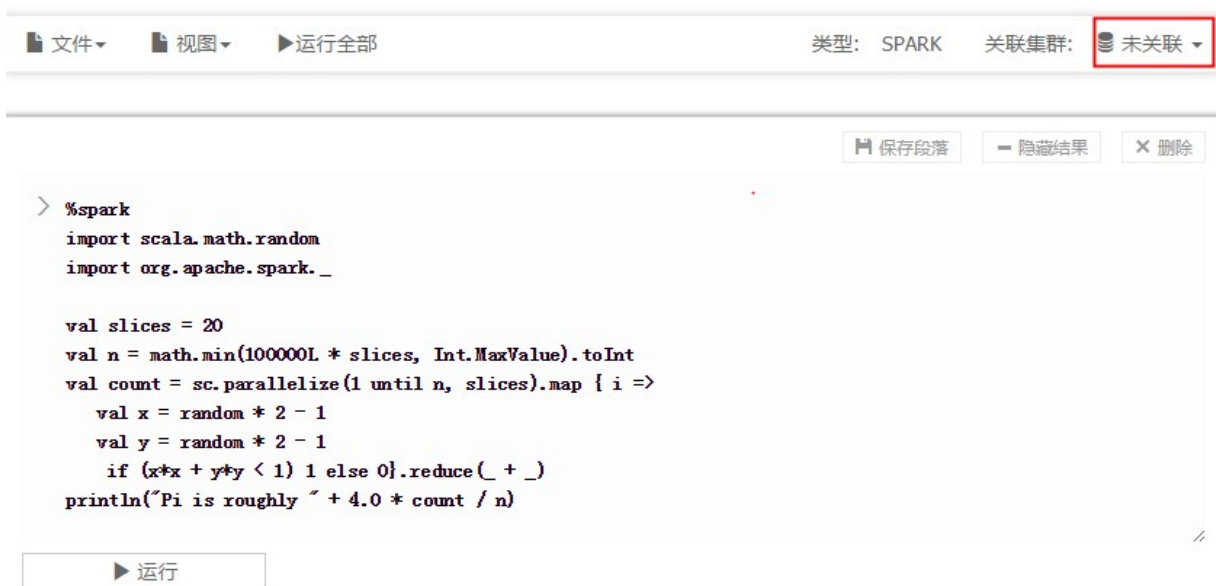 文件 视图 运行全部 类型: SPARK 关联集群: 未关联
保存段落 隐藏结果 删除
%spark
import scala.math.random
import org.apache.spark._
val slices = 20
val n = math.min(100000L * slices, Int.MaxValue).toInt
val count = sc.parallelize(1 until n, slices).map { i =>
val x = random * 2 - 1
val y = random * 2 - 1
if (x*x + y*y < 1) 1 else 0}.reduce(_ + _)
println("Pi is roughly " + 4.0 * count / n)
运行